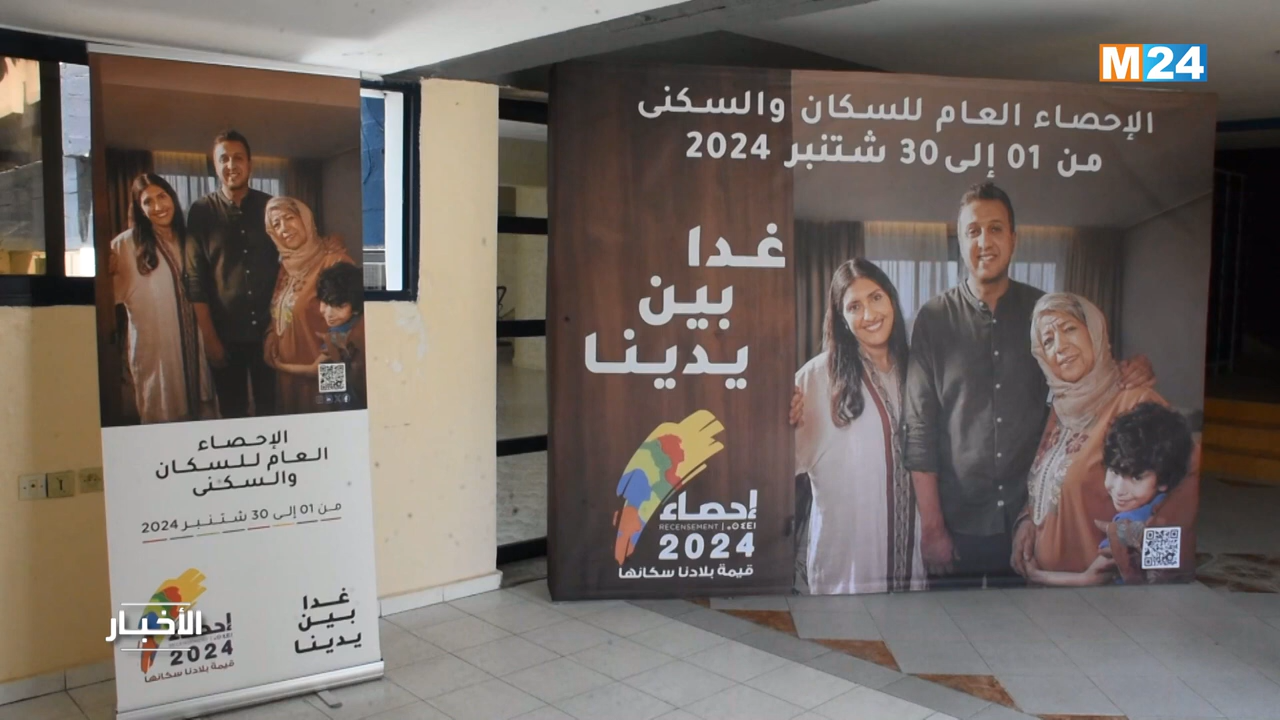 M24
الإحصاء العام للسكان والسكنى
من 01 إلى 30 شتنبر 2024
غدا
بين
يدينا
إحصاء
RECENSEMENT
2024
قيمة بلادنا سكانها
الإحصاء
العام للسكان
والسكنى
من 01 إلى 30 شتنبر 2024
غدا
بين
يدينا
إحصاء
2024
قيمة بلادنا سكانها
الأخبار